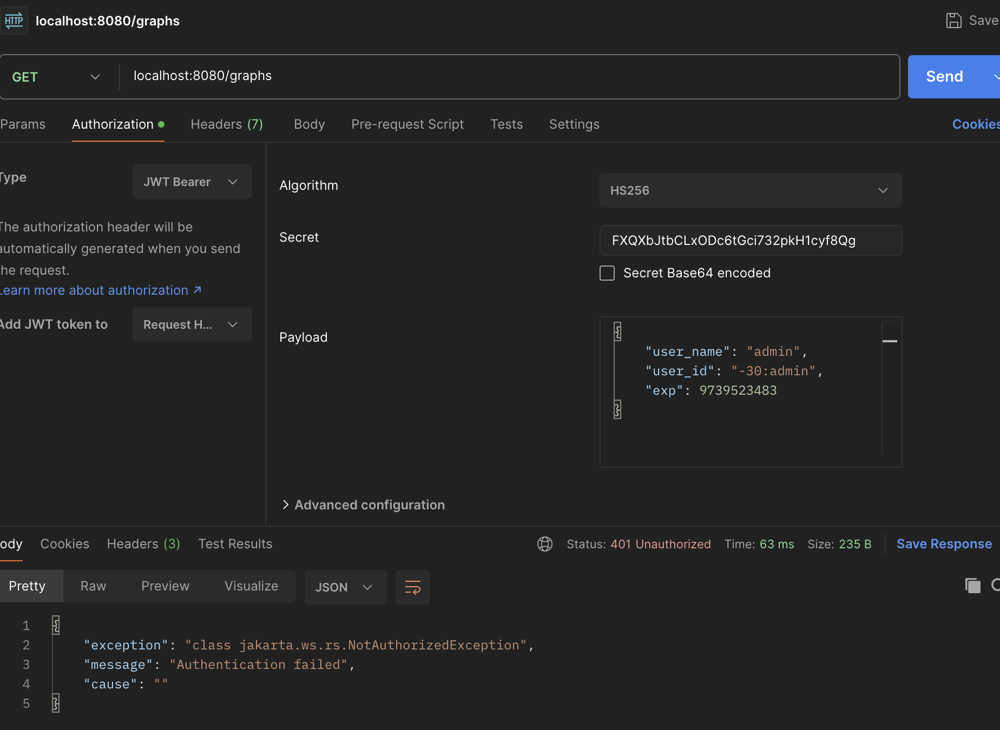 HTTP localhost:8080/graphs Save
GET localhost:8080/graphs Send
Params Authorization Headers (7) Body Pre-request Script Tests Settings Cookies
Type JWT Bearer
The authorization header will be
automatically generated when you send
the request.
Learn more about authorization ↗
Add JWT token to Request H...
Algorithm HS256
Secret FXQXbJtbCLxODc6tGci732pkH1cyf8Qg
Secret Base64 encoded
Payload
{
"user_name": "admin",
"user_id": "-30:admin",
"exp": 9739523483
}
Advanced configuration
ody Cookies Headers (3) Test Results Status: 401 Unauthorized Time: 63 ms Size: 235 B Save Response
Pretty Raw Preview Visualize JSON
1 {
2 "exception": "class jakarta.ws.rs.NotAuthorizedException",
3 "message": "Authentication failed",
4 "cause": ""
5 }